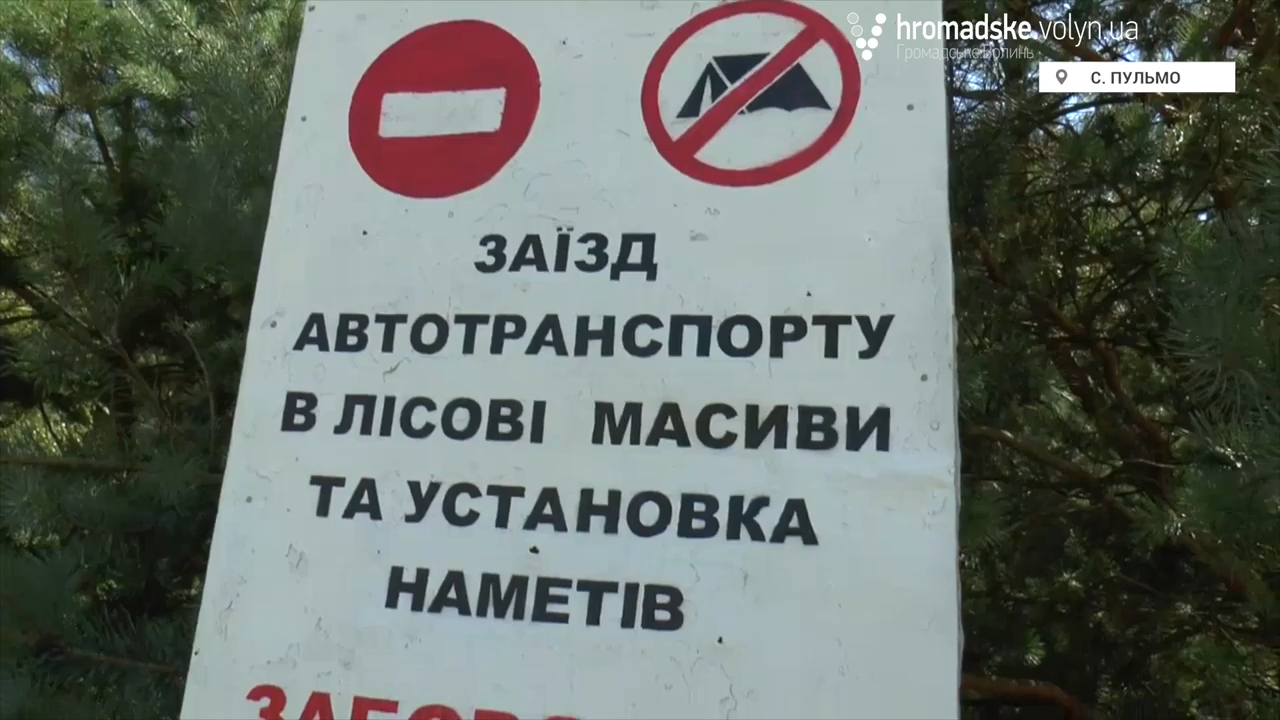 hromadske.volyn.ua
Громадське Волинь
С. ПУЛЬМО
ЗАЇЗД
АВТОТРАНСПОРТУ
В ЛІСОВІ МАСИВИ
ТА УСТАНОВКА
НАМЕТІВ